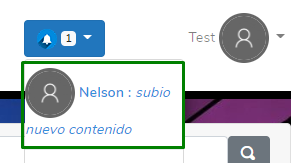 1
Test
Nelson : subio
nuevo contenido